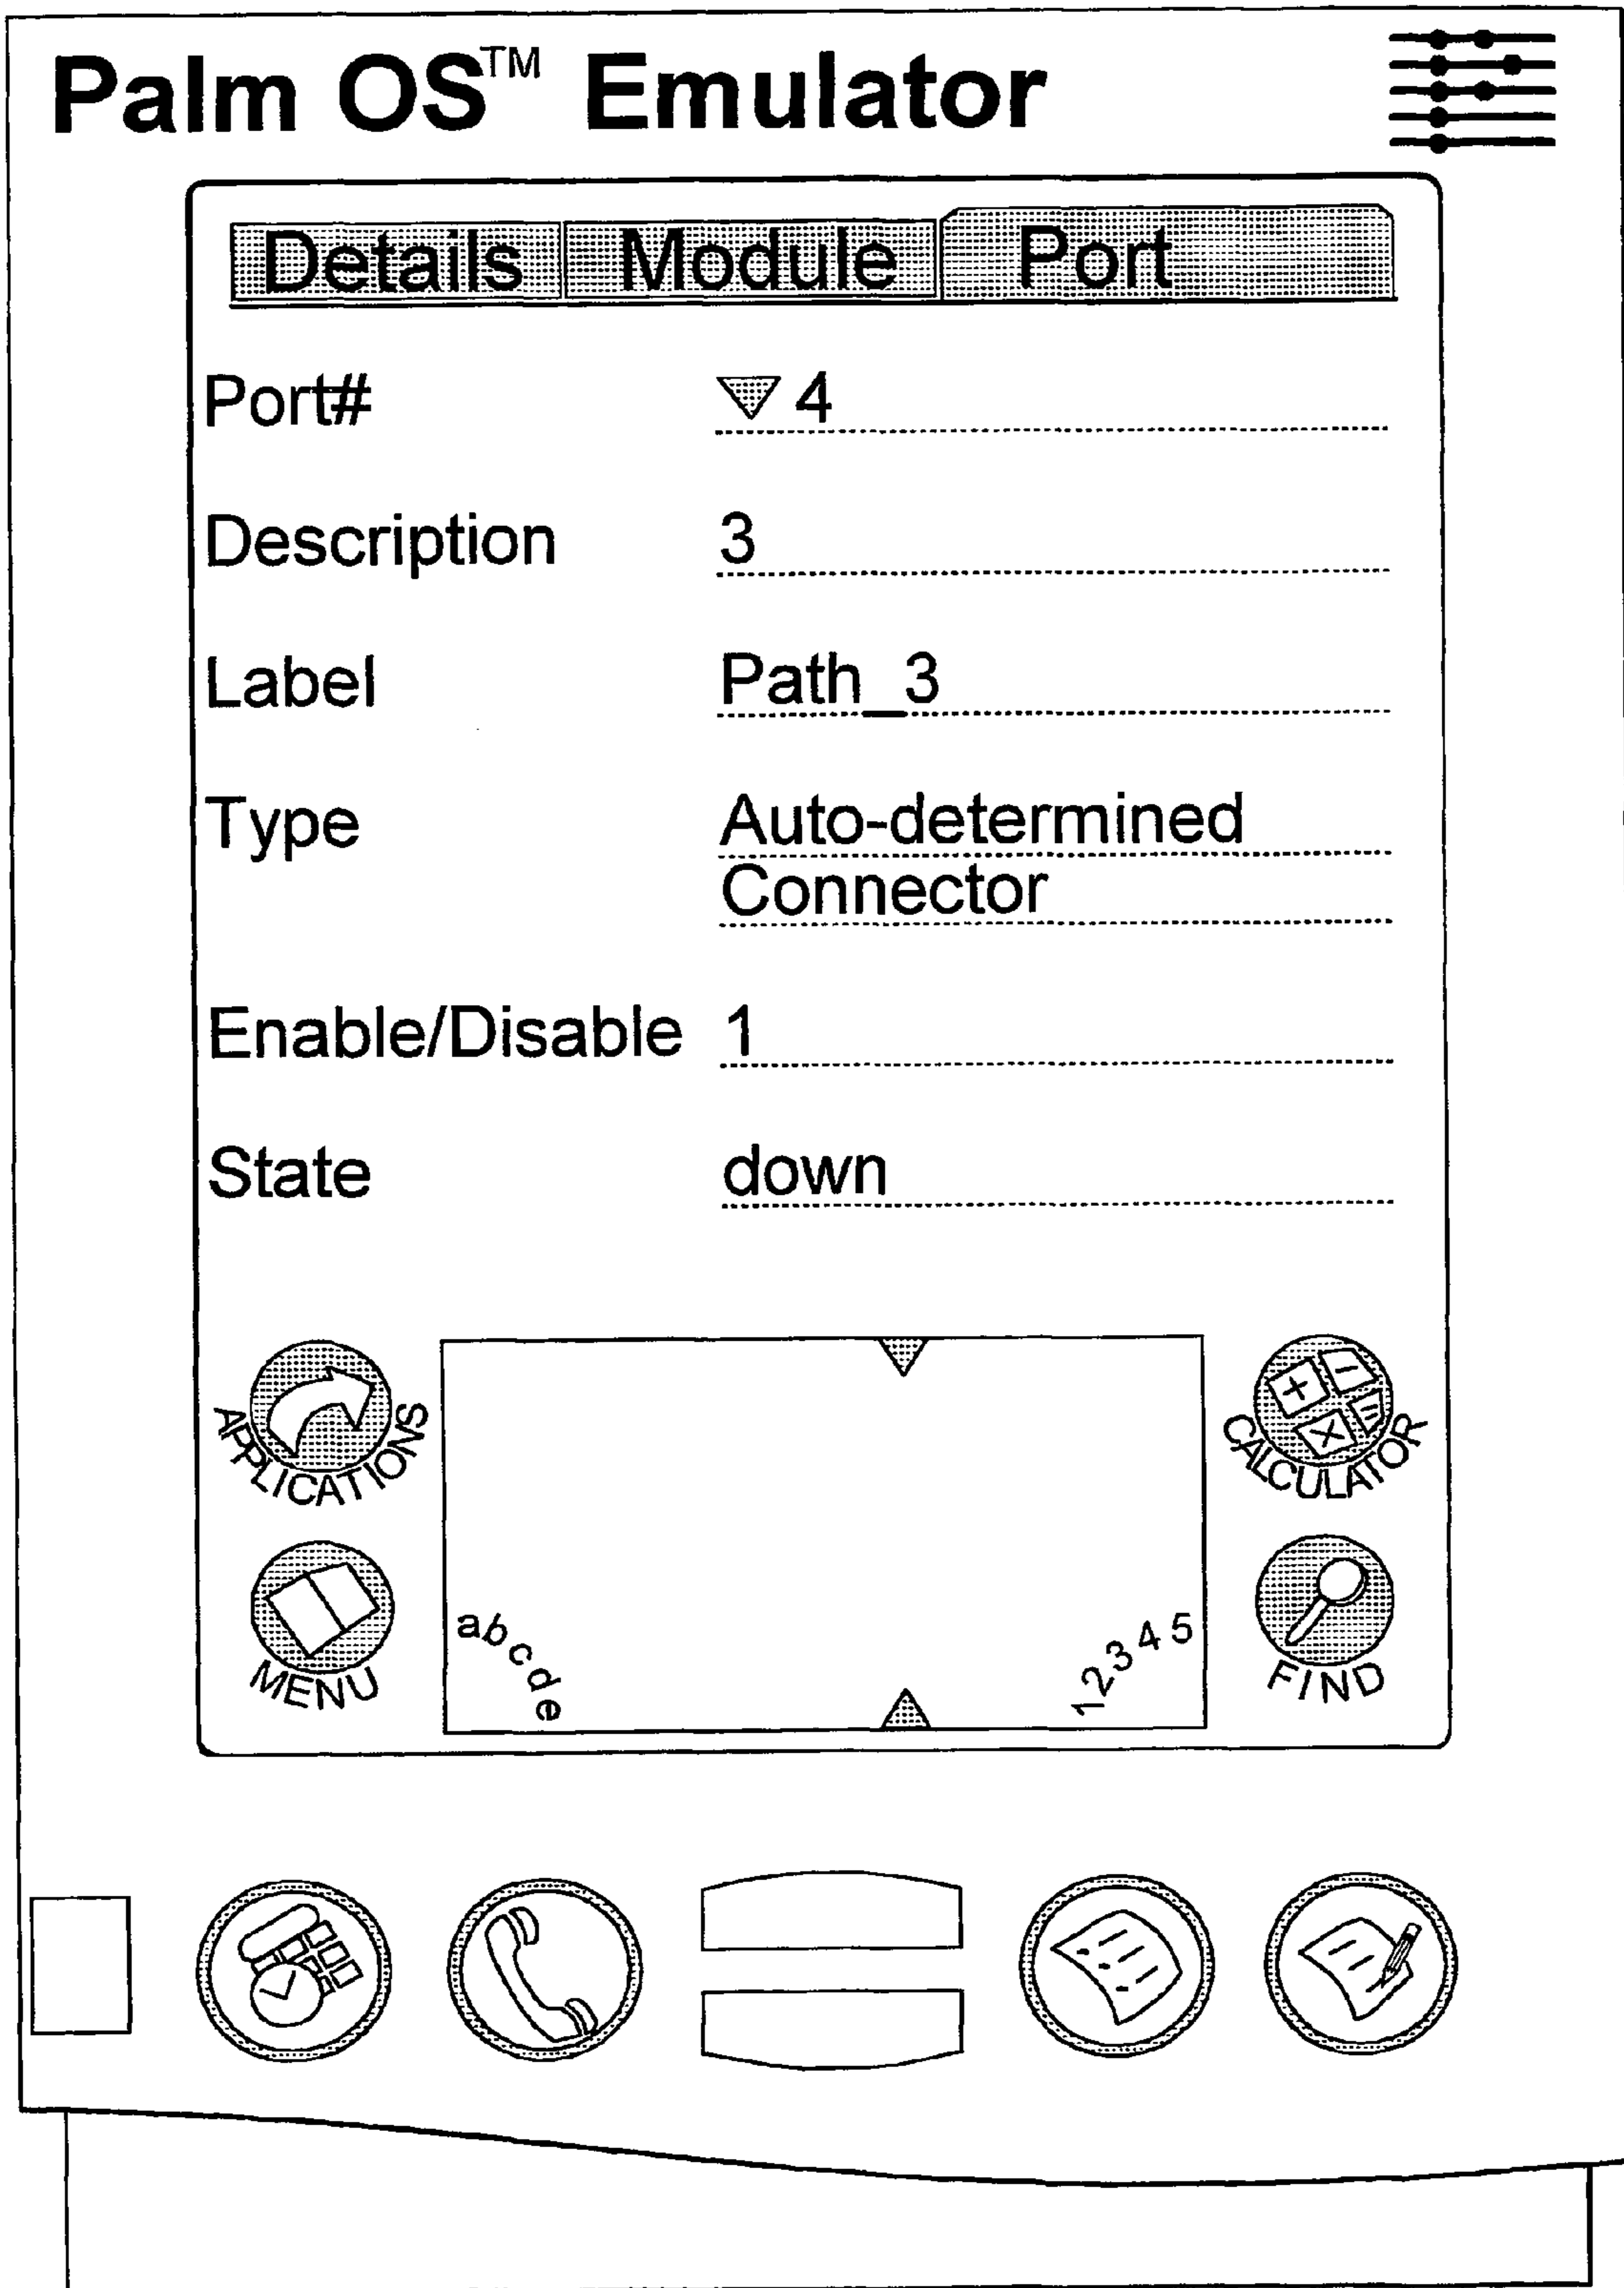 Palm OS™ Emulator
Details Module Port
Port# 4
Description 3
Label Path_3
Type Auto-determined
Connector
Enable/Disable 1
State down
APPLICATIONS
CALCULATOR
MENU
abcde
12345
FIND